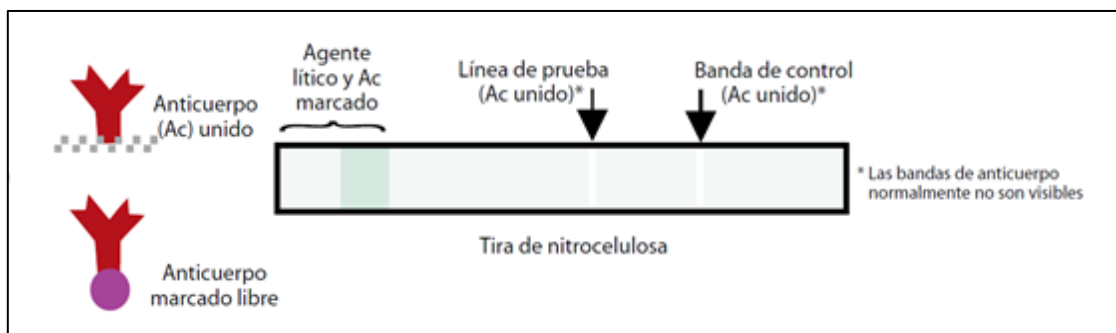 Anticuerpo
(Ac) unido
Anticuerpo
marcado libre
Agente
lítico y Ac
marcado
Línea de prueba
(Ac unido)*
Banda de control
(Ac unido)*
* Las bandas de anticuerpo
normalmente no son visibles
Tira de nitrocelulosa